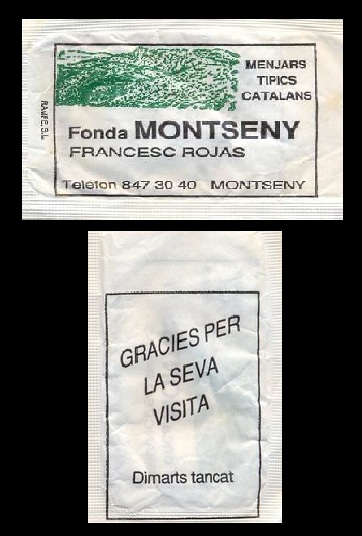 MENJARS
TIPICS
CATALANS
Fonda MONTSENY
FRANCESC ROJAS
Telefon 847 30 40 MONTSENY
GRACIES PER
LA SEVA
VISITA
Dimarts tancat